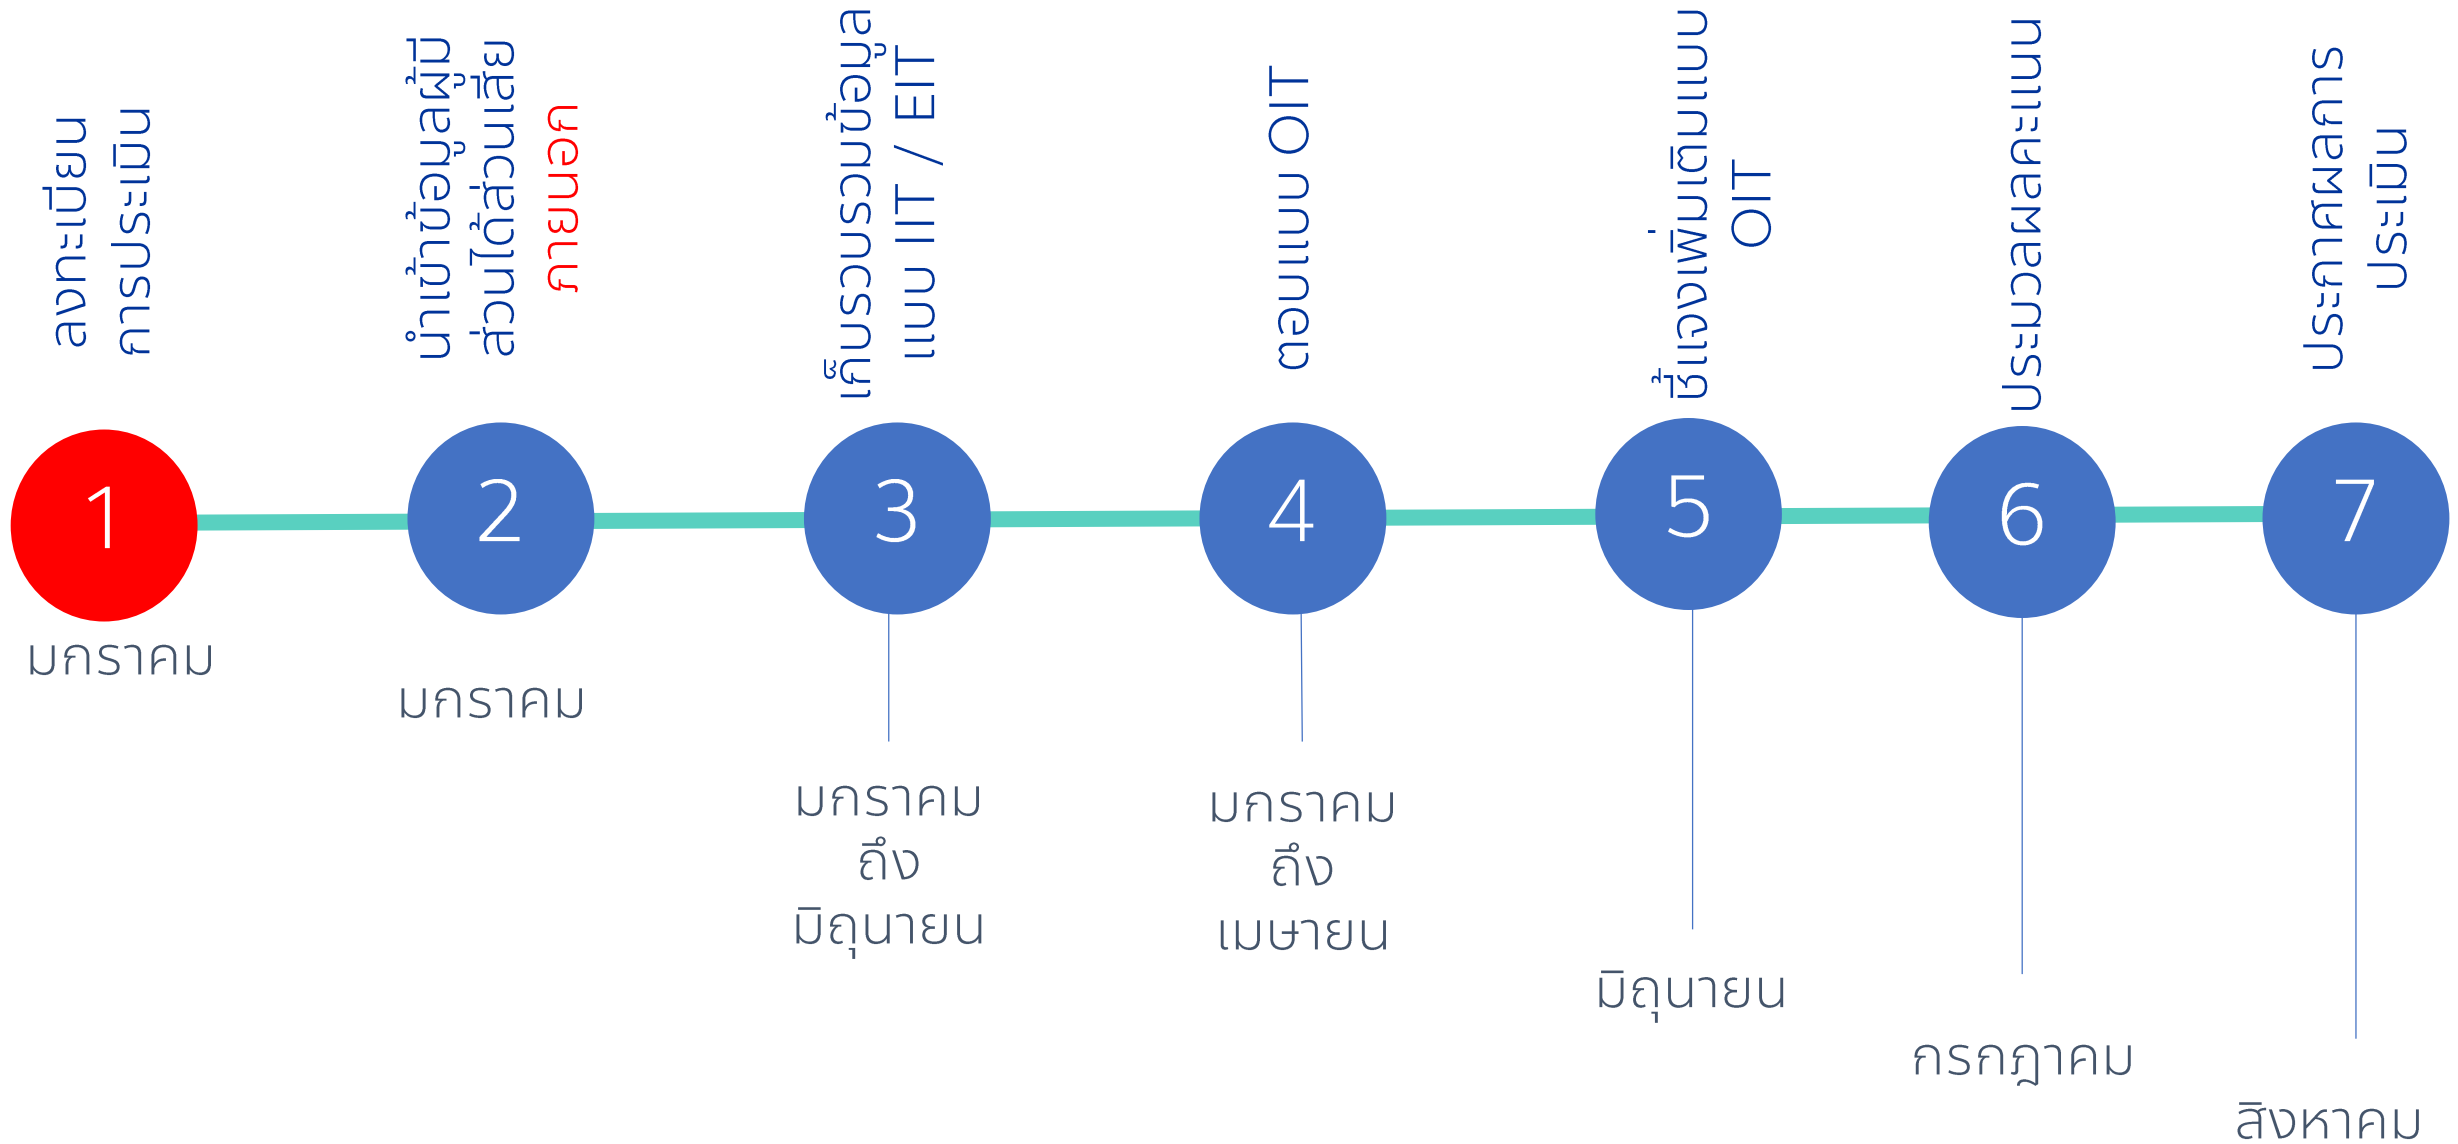 ลงทะเบียน
การประเมิน
1
มกราคม
นำเข้าข้อมูลผู้มี
ส่วนได้ส่วนเสีย
ภายนอก
2
มกราคม
เก็บรวบรวมข้อมูล
แบบ IIT / EIT
3
มกราคม
ถึง
มิถุนายน
ตอบแบบ OIT
4
มกราคม
ถึง
เมษายน
ชี้แจงเพิ่มเติมแบบ
OIT
5
มิถุนายน
ประมวลผลคะแนน
6
กรกฎาคม
ประกาศผลการ
ประเมิน
7
สิงหาคม